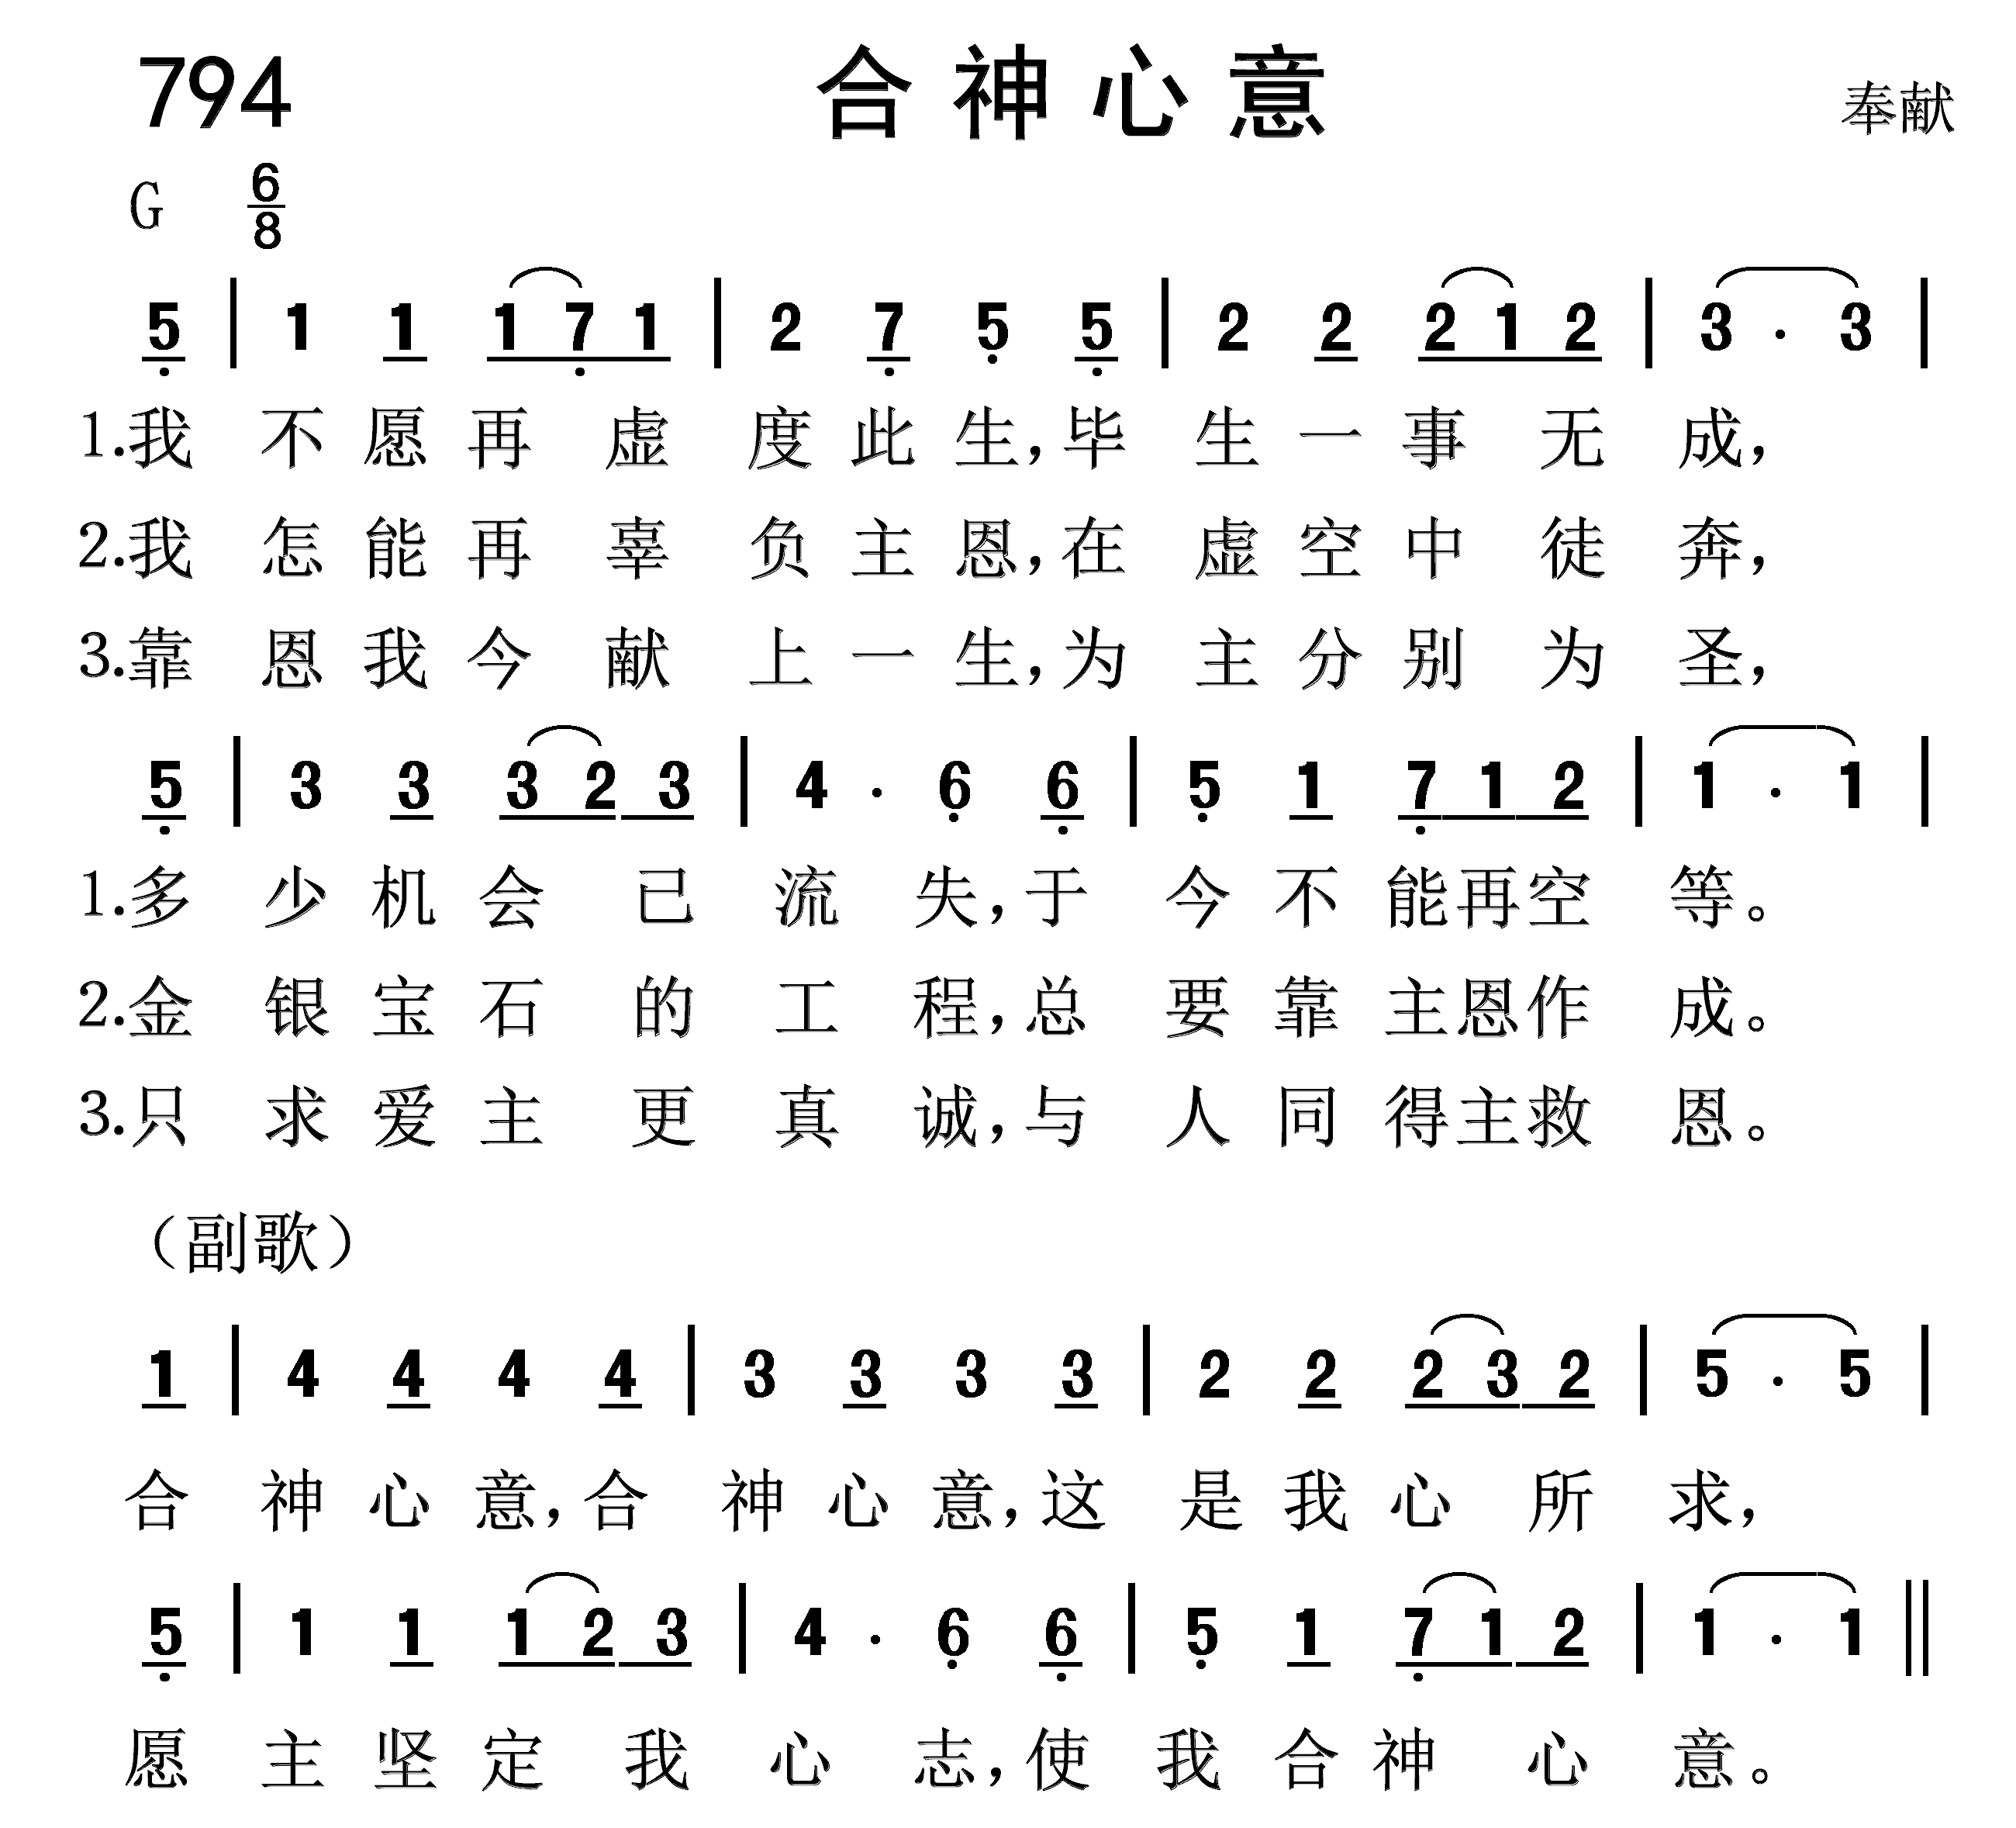 794 合神心意 奉献
G 6/8
5̣ | 1 1 1 7̣ 1 | 2 7̣ 5̣ 5̣ | 2 2 2 1 2 | 3 · 3 |
1.我不愿再虚度此生,毕生一事无成,
2.我怎能再辜负主恩,在虚空中徒奔,
3.靠恩我今献上一生,为主分别为圣,
5̣ | 3 3 3 2 3 | 4 · 6̣ 6̣ | 5̣ 1 7̣ 1 2 | 1 · 1 |
1.多少机会已流失,于今不能再空等。
2.金银宝石的工程,总要靠主恩作成。
3.只求爱主更真诚,与人同得主救恩。
（副歌）
1 | 4 4 4 4 | 3 3 3 3 | 2 2 2 3 2 | 5 · 5 |
合神心意,合神心意,这是我心所求,
5̣ | 1 1 1 2 3 | 4 · 6̣ 6̣ | 5̣ 1 7̣ 1 2 | 1 · 1 ||
愿主坚定我心志,使我合神心意。